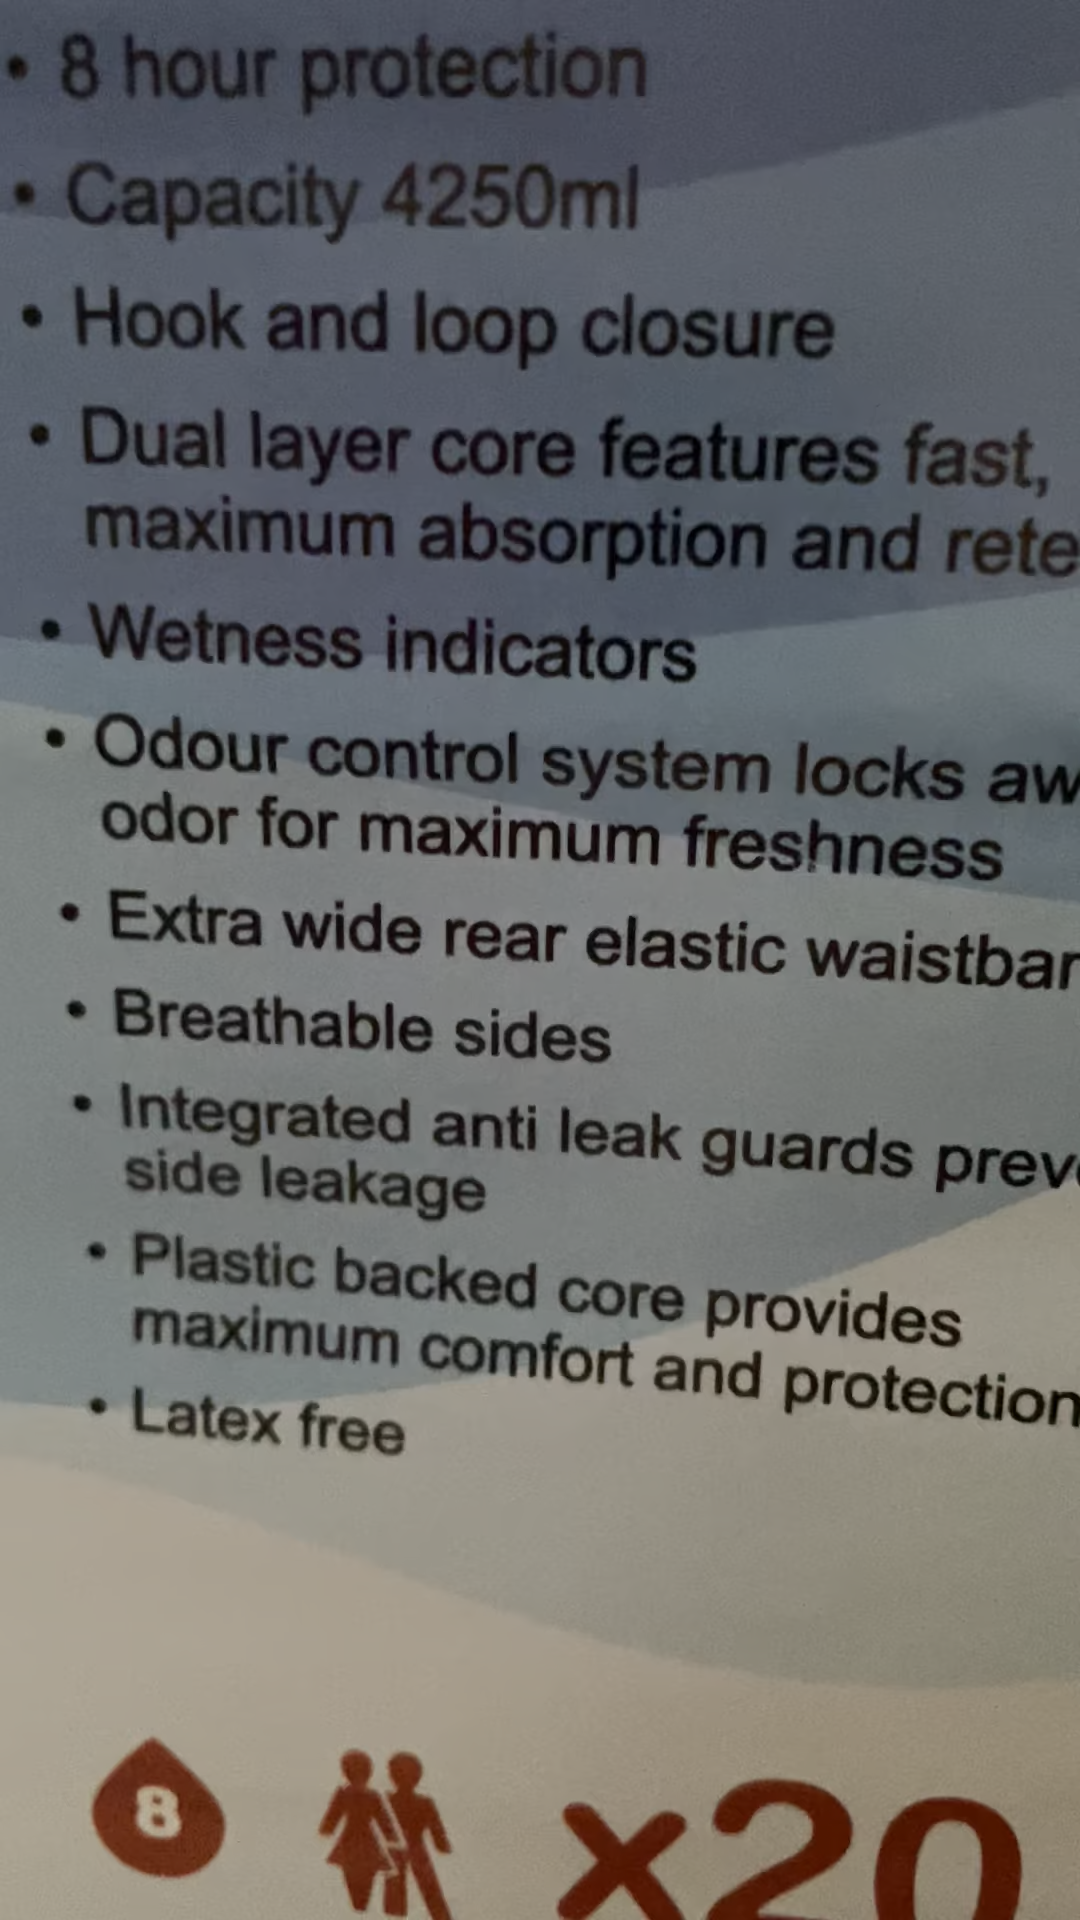 • 8 hour protection
• Capacity 4250ml
• Hook and loop closure
• Dual layer core features fast,
maximum absorption and rete
• Wetness indicators
• Odour control system locks aw
odor for maximum freshness
• Extra wide rear elastic waistban
• Breathable sides
• Integrated anti leak guards preve
side leakage
• Plastic backed core provides
maximum comfort and protection
• Latex free
8 x20